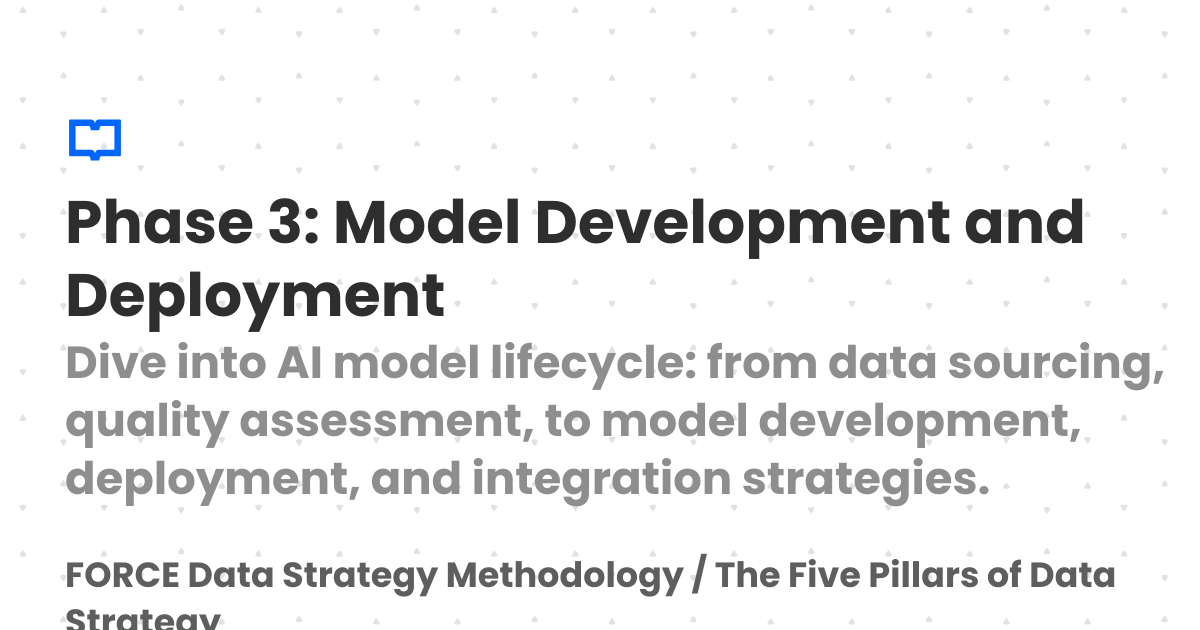 Phase 3: Model Development and
Deployment
Dive into AI model lifecycle: from data sourcing,
quality assessment, to model development,
deployment, and integration strategies.
FORCE Data Strategy Methodology / The Five Pillars of Data
Strategy